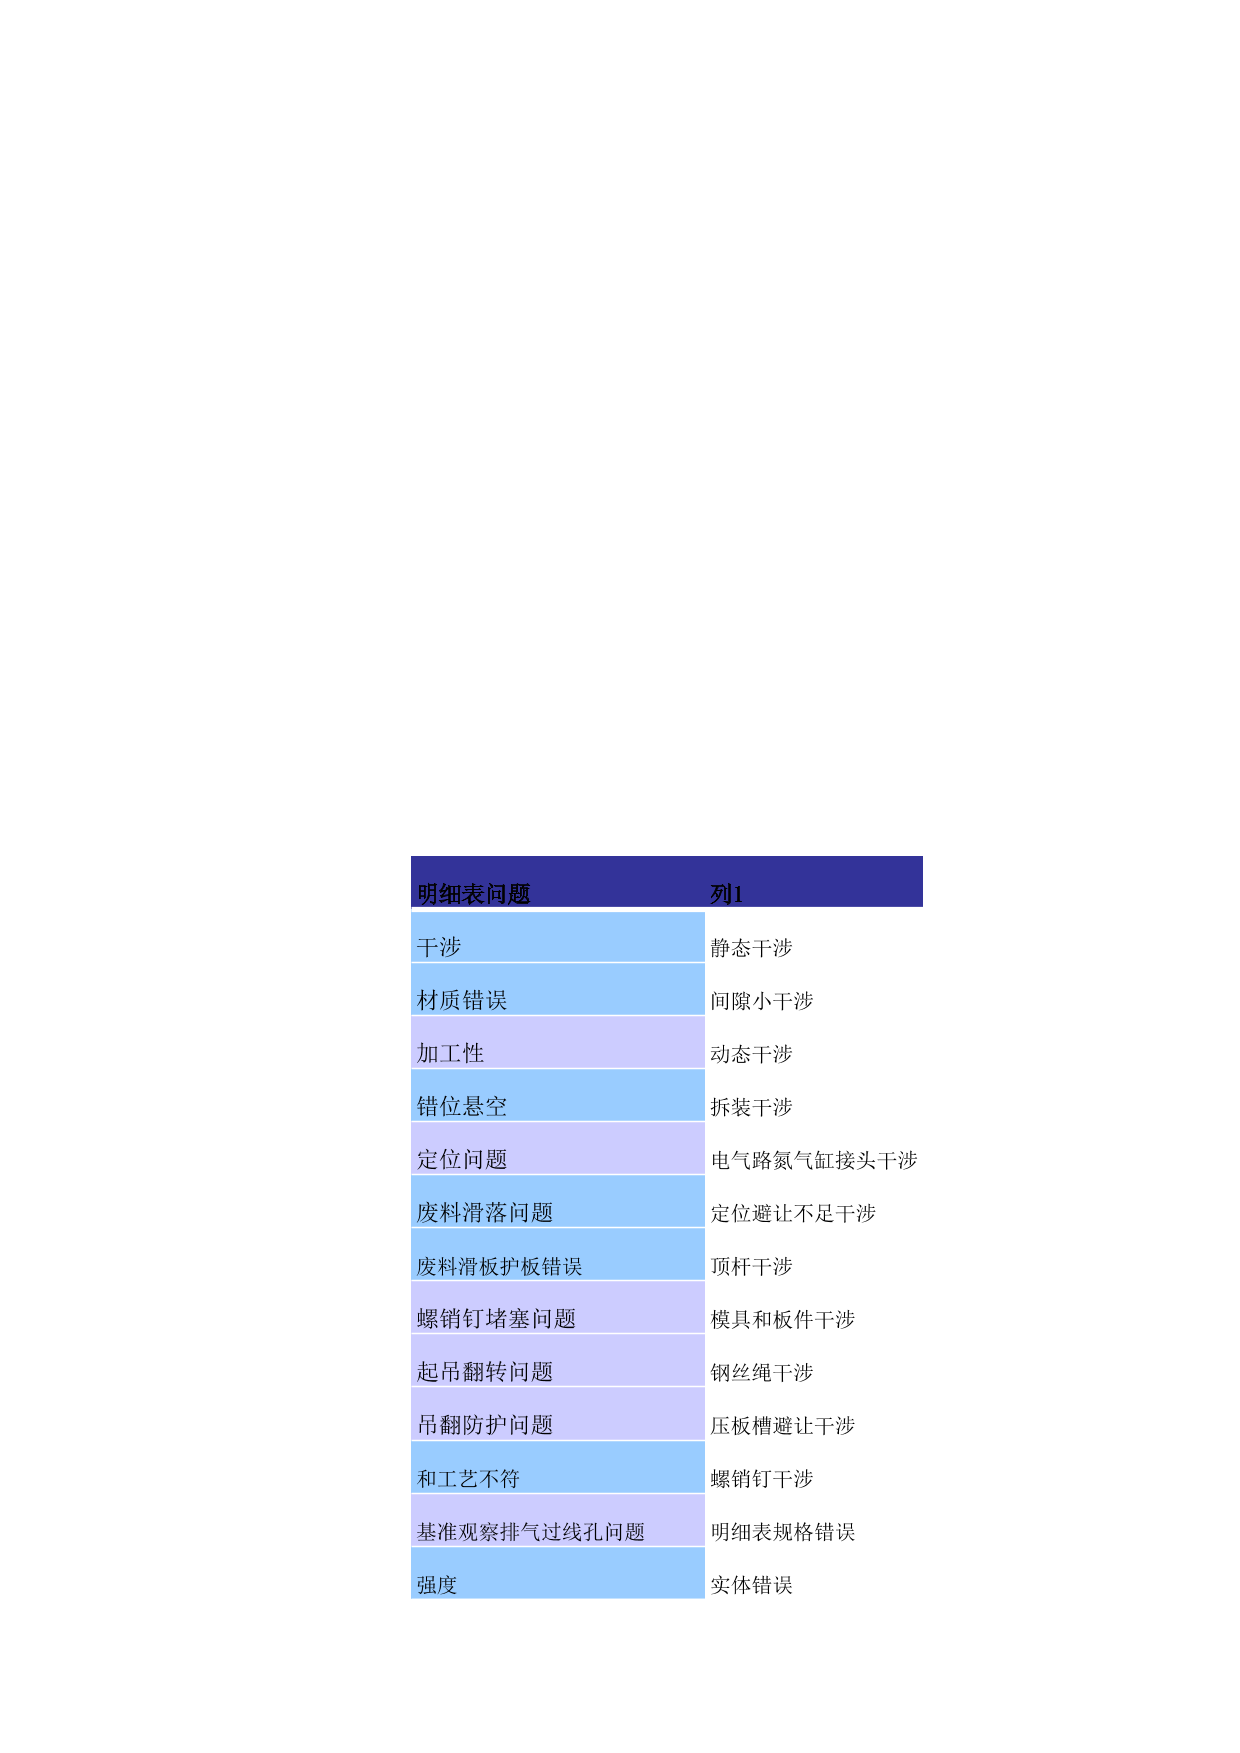 明细表问题 列1
干涉 静态干涉
材质错误 间隙小干涉
加工性 动态干涉
错位悬空 拆装干涉
定位问题 电气路氮气缸接头干涉
废料滑落问题 定位避让不足干涉
废料滑板护板错误 顶杆干涉
螺销钉堵塞问题 模具和板件干涉
起吊翻转问题 钢丝绳干涉
吊翻防护问题 压板槽避让干涉
和工艺不符 螺销钉干涉
基准观察排气过线孔问题 明细表规格错误
强度 实体错误